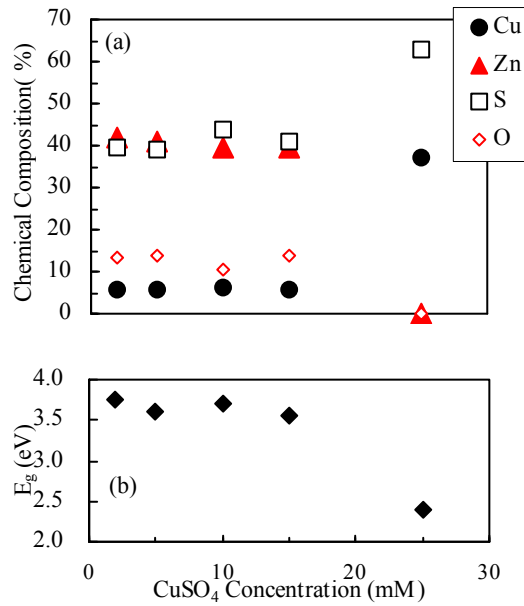 70
60
50
40
30
20
10
0
Chemical Composition( %)
(a)
Cu
Zn
S
O
4.0
3.5
3.0
2.5
2.0
E_g (eV)
(b)
0
10
20
30
CuSO₄ Concentration (mM)